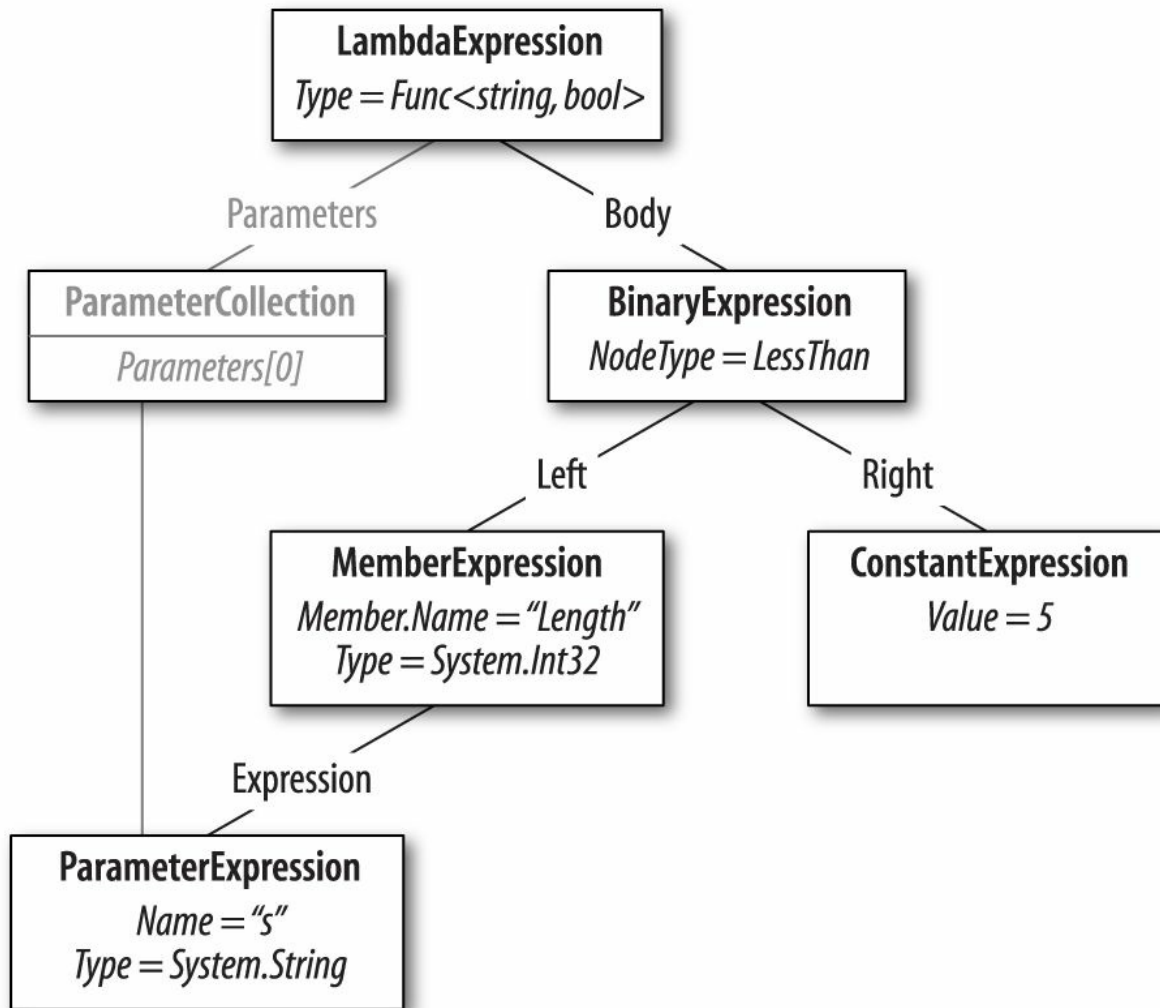 LambdaExpression
Type = Func<string, bool>
Parameters
Body
ParameterCollection
Parameters[0]
BinaryExpression
NodeType = LessThan
Left
Right
MemberExpression
Member.Name = “Length”
Type = System.Int32
ConstantExpression
Value = 5
Expression
ParameterExpression
Name = “s”
Type = System.String